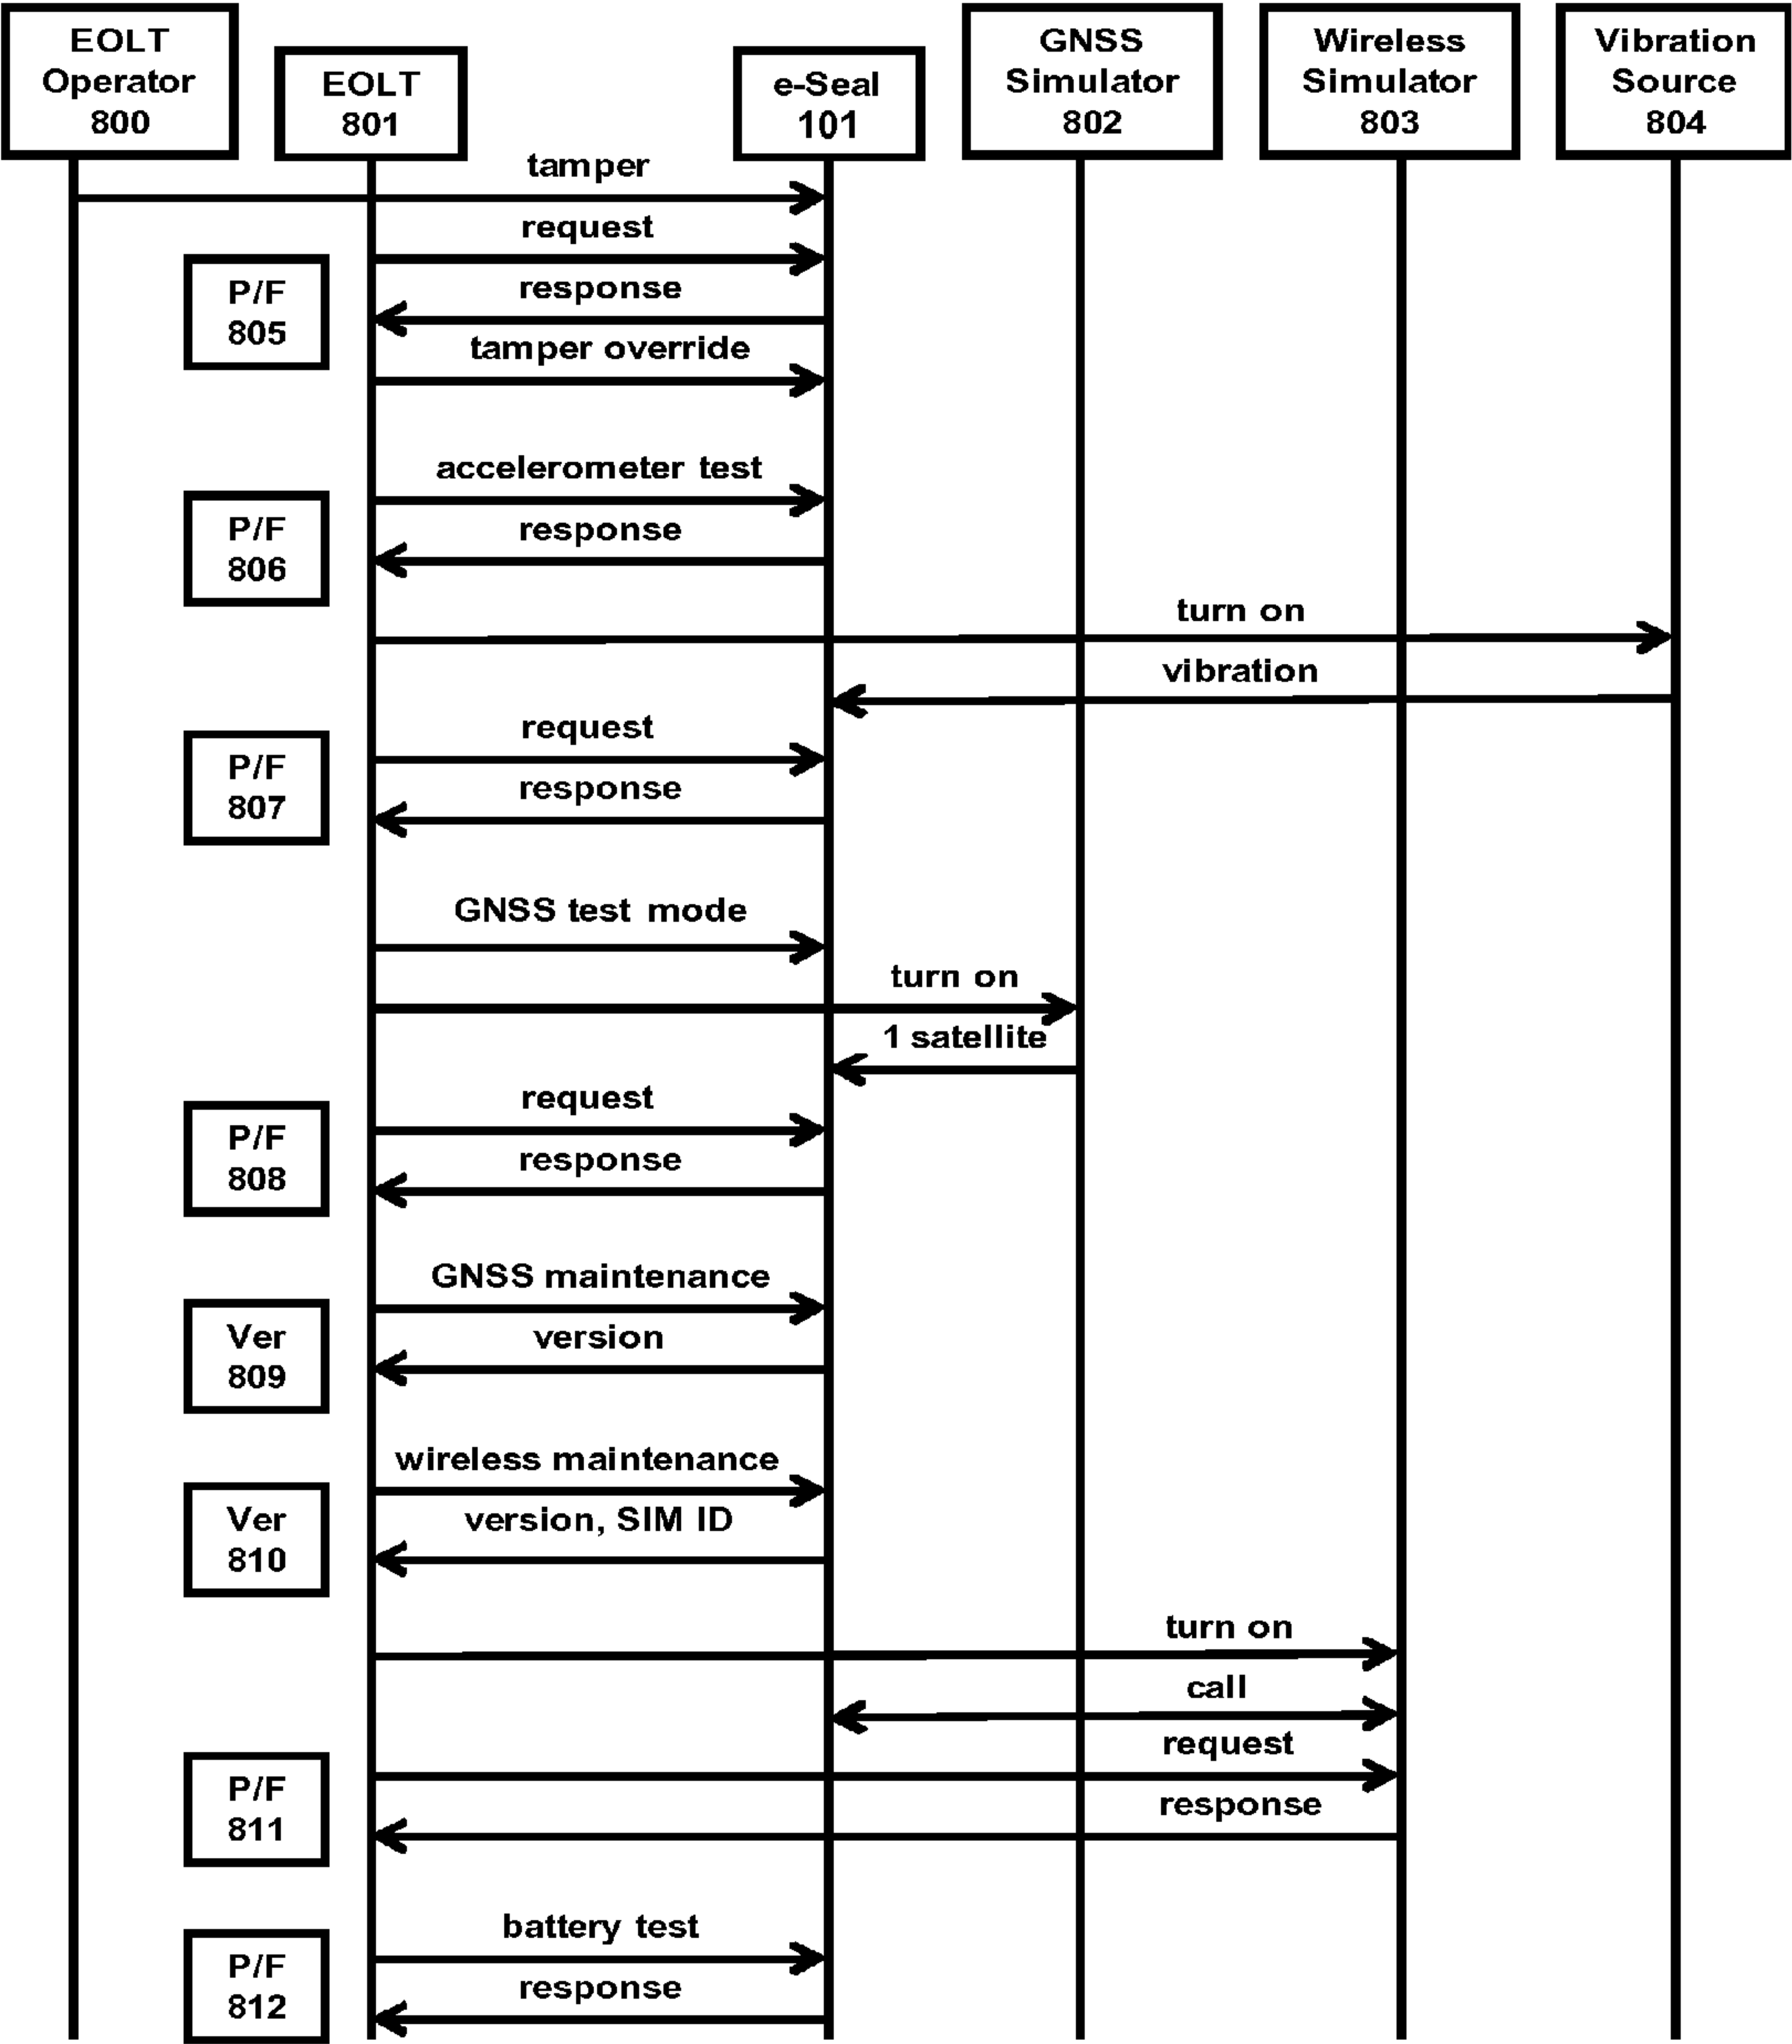 EOLT
Operator
800
EOLT
801
e-Seal
101
GNSS
Simulator
802
Wireless
Simulator
803
Vibration
Source
804
tamper
request
P/F
805
response
tamper override
accelerometer test
P/F
806
response
turn on
vibration
request
P/F
807
response
GNSS test mode
turn on
1 satellite
request
P/F
808
response
GNSS maintenance
Ver
809
version
wireless maintenance
Ver
810
version, SIM ID
turn on
call
request
P/F
811
response
battery test
P/F
812
response